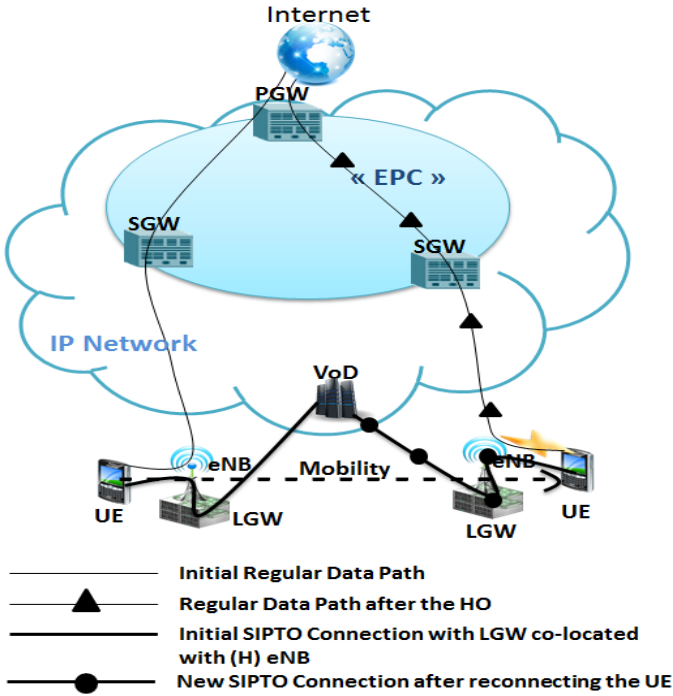 Internet
PGW
« EPC »
SGW
SGW
IP Network
VoD
eNB
Mobility
eNB
UE
LGW
LGW
UE
Initial Regular Data Path
Regular Data Path after the HO
Initial SIPTO Connection with LGW co-located
with (H) eNB
New SIPTO Connection after reconnecting the UE